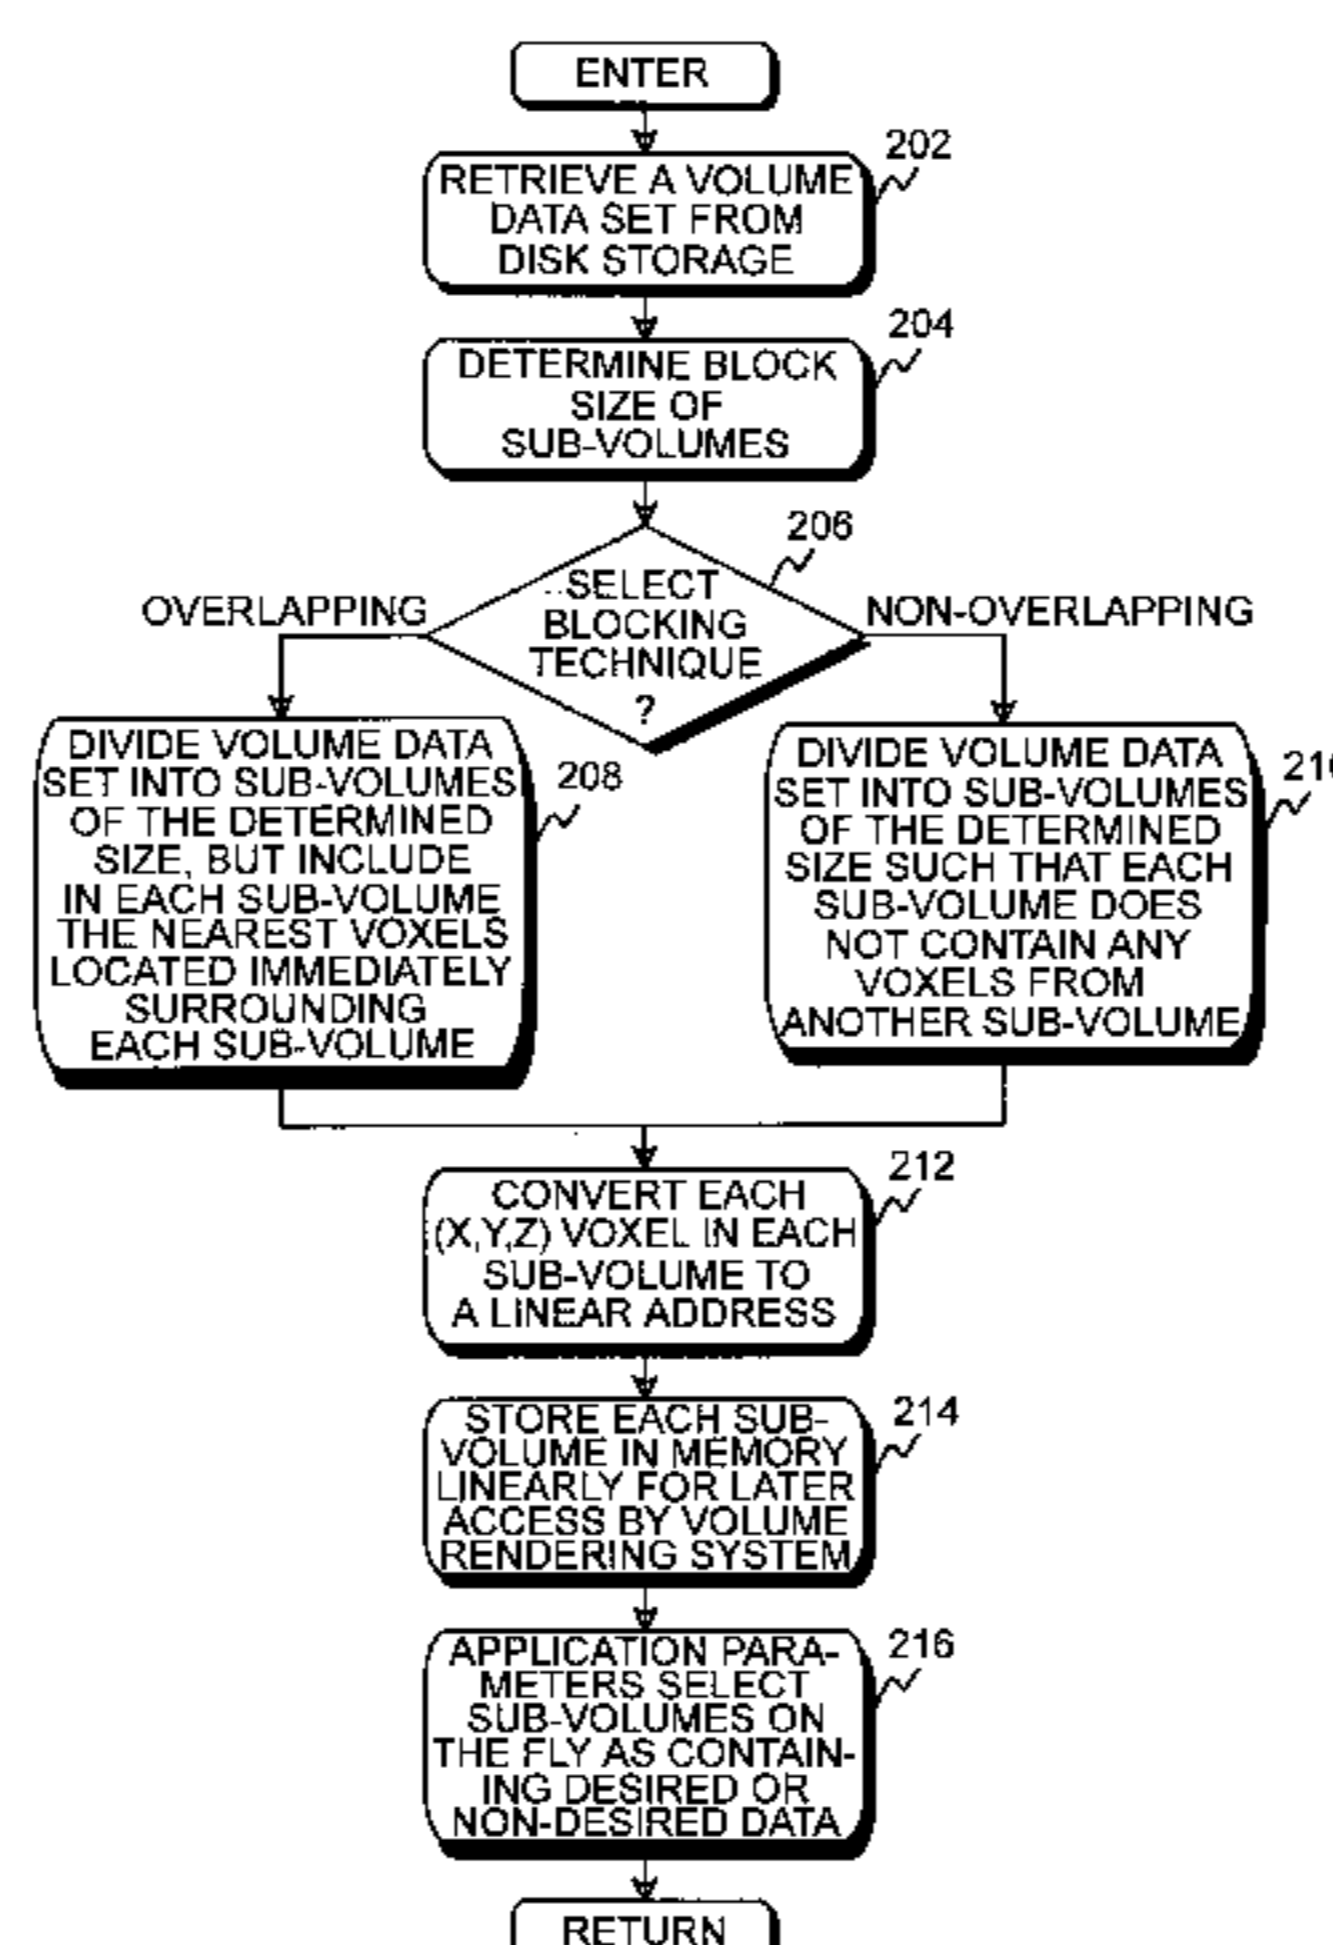 ENTER
202
RETRIEVE A VOLUME
DATA SET FROM
DISK STORAGE
204
DETERMINE BLOCK
SIZE OF
SUB-VOLUMES
206
SELECT
BLOCKING
TECHNIQUE
?
OVERLAPPING
NON-OVERLAPPING
208
DIVIDE VOLUME DATA
SET INTO SUB-VOLUMES
OF THE DETERMINED
SIZE, BUT INCLUDE
IN EACH SUB-VOLUME
THE NEAREST VOXELS
LOCATED IMMEDIATELY
SURROUNDING
EACH SUB-VOLUME
DIVIDE VOLUME DATA
SET INTO SUB-VOLUMES
OF THE DETERMINED
SIZE SUCH THAT EACH
SUB-VOLUME DOES
NOT CONTAIN ANY
VOXELS FROM
ANOTHER SUB-VOLUME
212
CONVERT EACH
(X,Y,Z) VOXEL IN EACH
SUB-VOLUME TO
A LINEAR ADDRESS
214
STORE EACH SUB-
VOLUME IN MEMORY
LINEARLY FOR LATER
ACCESS BY VOLUME
RENDERING SYSTEM
216
APPLICATION PARA-
METERS SELECT
SUB-VOLUMES ON
THE FLY AS CONTAIN-
ING DESIRED OR
NON-DESIRED DATA
RETURN